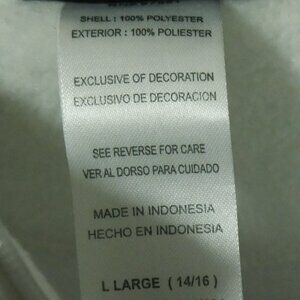 SHELL : 100% POLYESTER
EXTERIOR : 100% POLIESTER
EXCLUSIVE OF DECORATION
EXCLUSIVO DE DECORACION
SEE REVERSE FOR CARE
VER AL DORSO PARA CUIDADO
MADE IN INDONESIA
HECHO EN INDONESIA
L LARGE ( 14/16 )